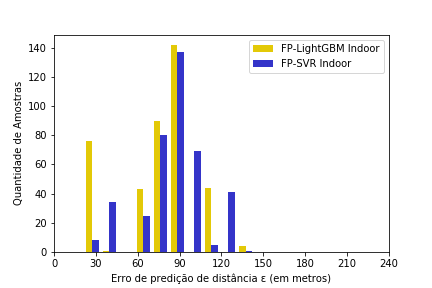 FP-LightGBM Indoor
FP-SVR Indoor
140
120
100
80
60
40
20
0
Quantidade de Amostras
0 30 60 90 120 150 180 210 240
Erro de predição de distância ε (em metros)